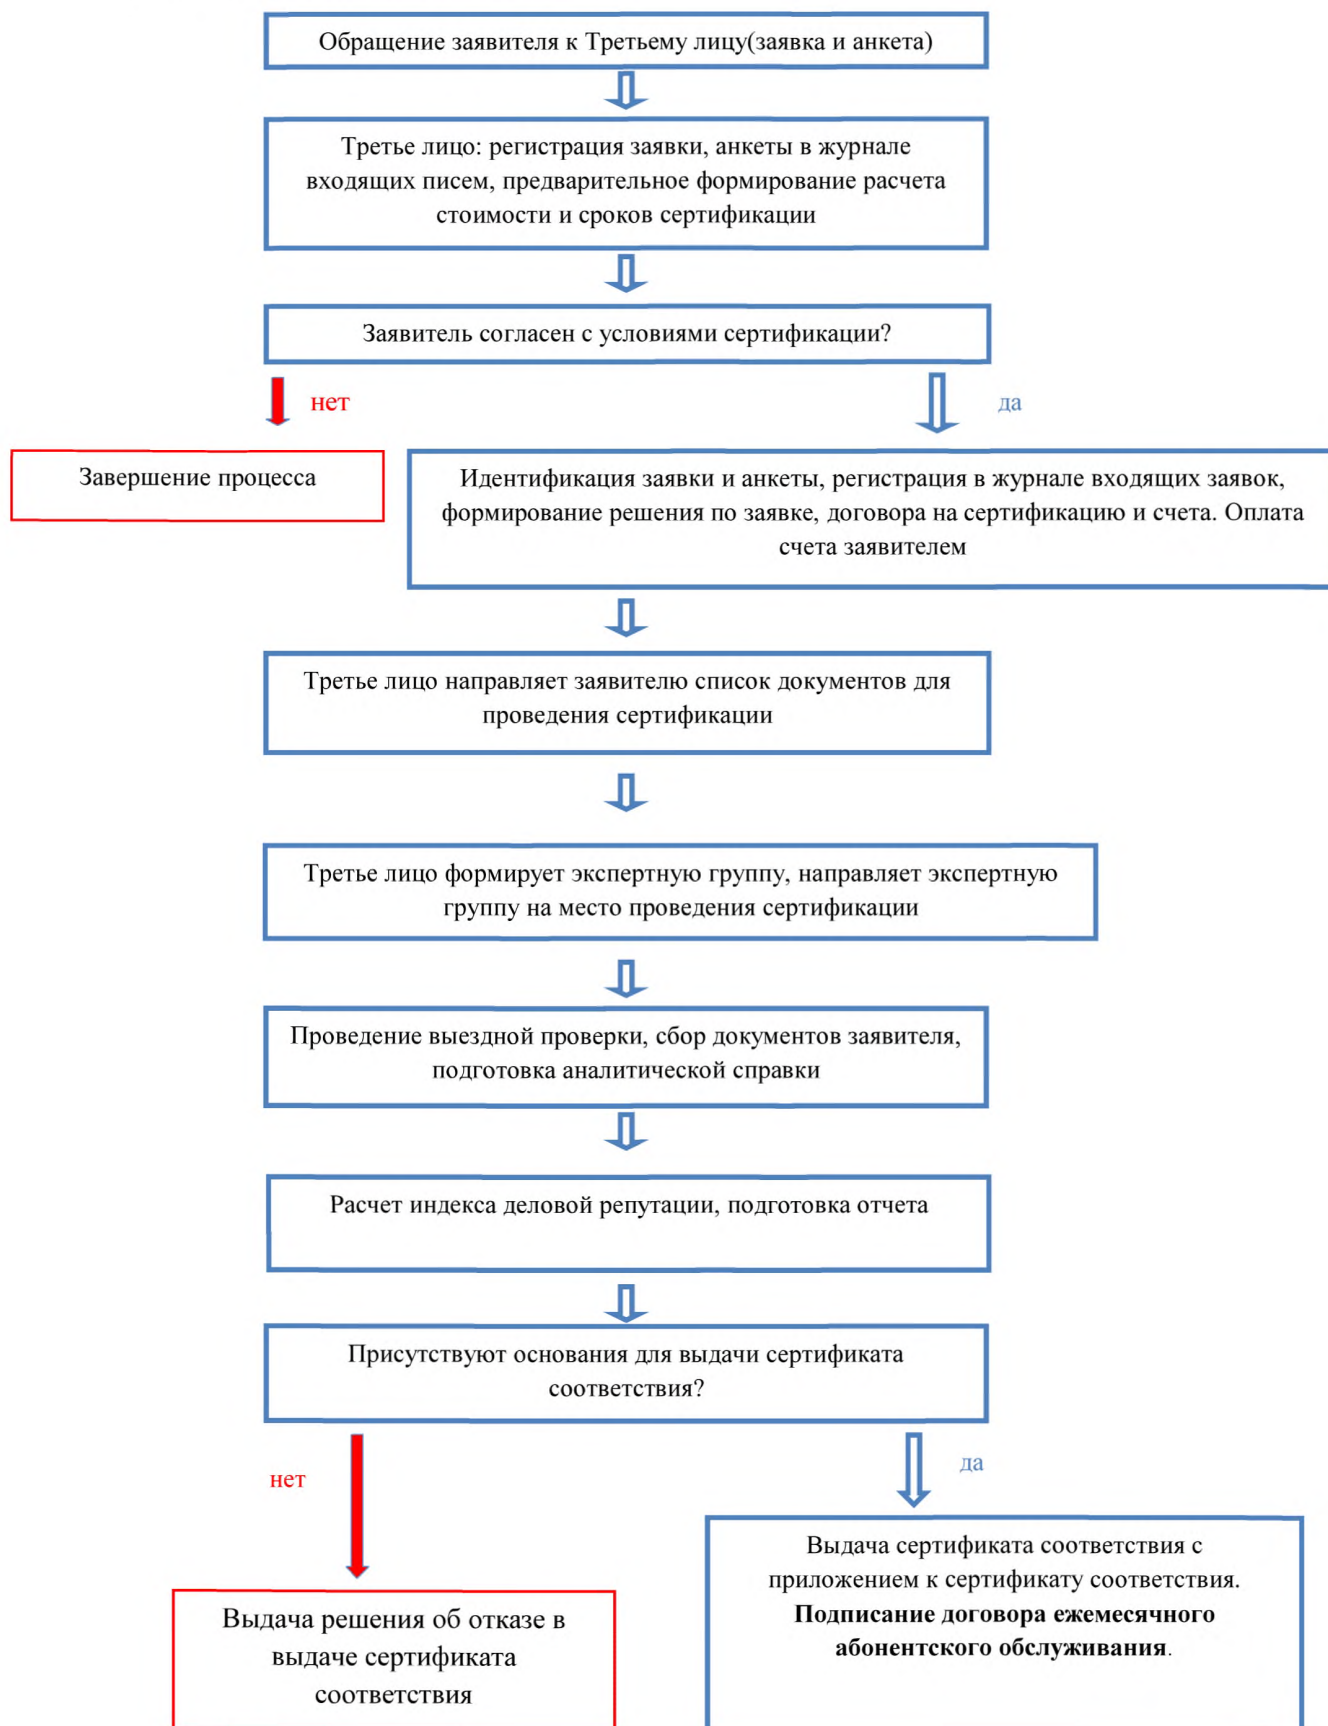 Обращение заявителя к Третьему лицу(заявка и анкета)
Третье лицо: регистрация заявки, анкеты в журнале
входящих писем, предварительное формирование расчета
стоимости и сроков сертификации
Заявитель согласен с условиями сертификации?
нет
да
Завершение процесса
Идентификация заявки и анкеты, регистрация в журнале входящих заявок,
формирование решения по заявке, договора на сертификацию и счета. Оплата
счета заявителем
Третье лицо направляет заявителю список документов для
проведения сертификации
Третье лицо формирует экспертную группу, направляет экспертную
группу на место проведения сертификации
Проведение выездной проверки, сбор документов заявителя,
подготовка аналитической справки
Расчет индекса деловой репутации, подготовка отчета
Присутствуют основания для выдачи сертификата
соответствия?
нет
да
Выдача решения об отказе в
выдаче сертификата
соответствия
Выдача сертификата соответствия с
приложением к сертификату соответствия.
Подписание договора ежемесячного
абонентского обслуживания.